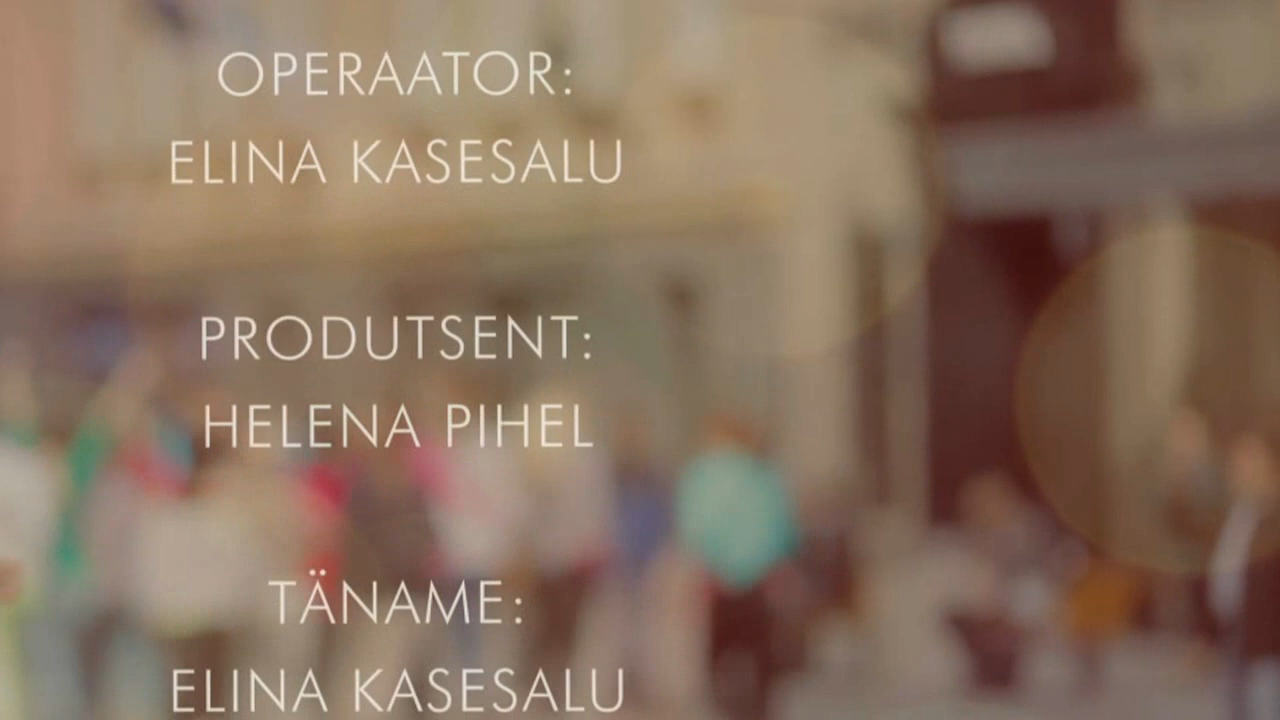 OPERAATOR:
ELINA KASESALU
PRODUTSENT:
HELENA PIHEL
TÄNAME:
ELINA KASESALU